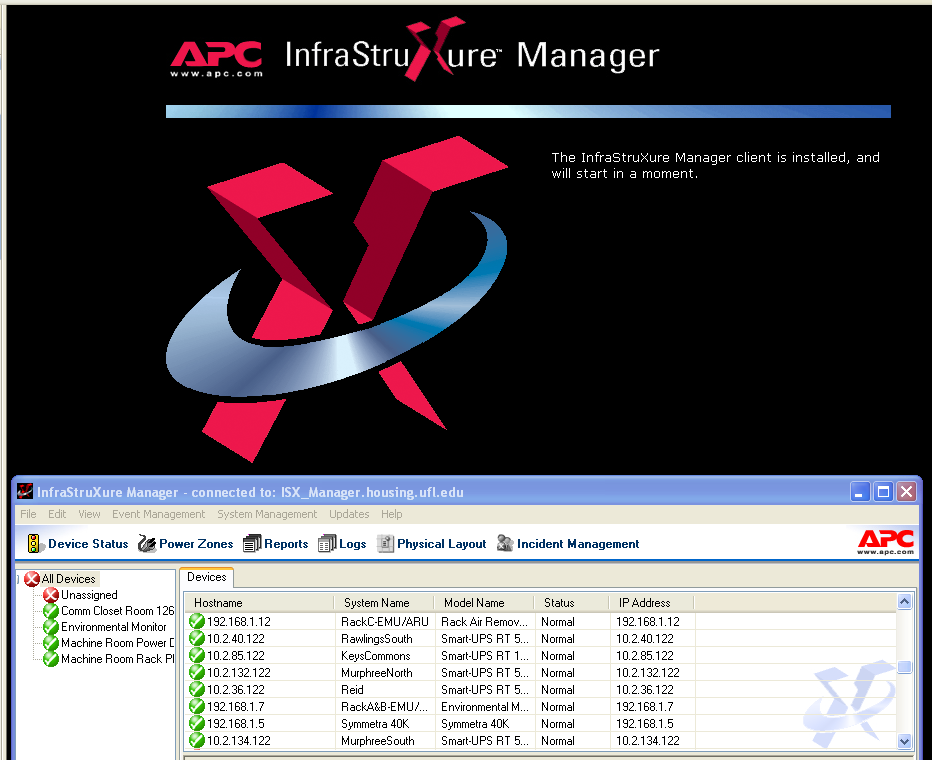 APC InfraStruXure™ Manager
www.apc.com
The InfraStruXure Manager client is installed, and
will start in a moment.
InfraStruXure Manager - connected to: ISX_Manager.housing.ufl.edu
File Edit View Event Management System Management Updates Help
Device Status Power Zones Reports Logs Physical Layout Incident Management APC
www.apc.com
All Devices
Unassigned
Comm Closet Room 126
Environmental Monitor
Machine Room Power D
Machine Room Rack Pl
Devices
Hostname System Name Model Name Status IP Address
192.168.1.12 RackC-EMU/ARU Rack Air Remov... Normal 192.168.1.12
10.2.40.122 RawlingsSouth Smart-UPS RT 5... Normal 10.2.40.122
10.2.85.122 KeysCommons Smart-UPS RT 1... Normal 10.2.85.122
10.2.132.122 MurphreeNorth Smart-UPS RT 5... Normal 10.2.132.122
10.2.36.122 Reid Smart-UPS RT 5... Normal 10.2.36.122
192.168.1.7 RackA&B-EMU/... Environmental M... Normal 192.168.1.7
192.168.1.5 Symmetra 40K Symmetra 40K Normal 192.168.1.5
10.2.134.122 MurphreeSouth Smart-UPS RT 5... Normal 10.2.134.122